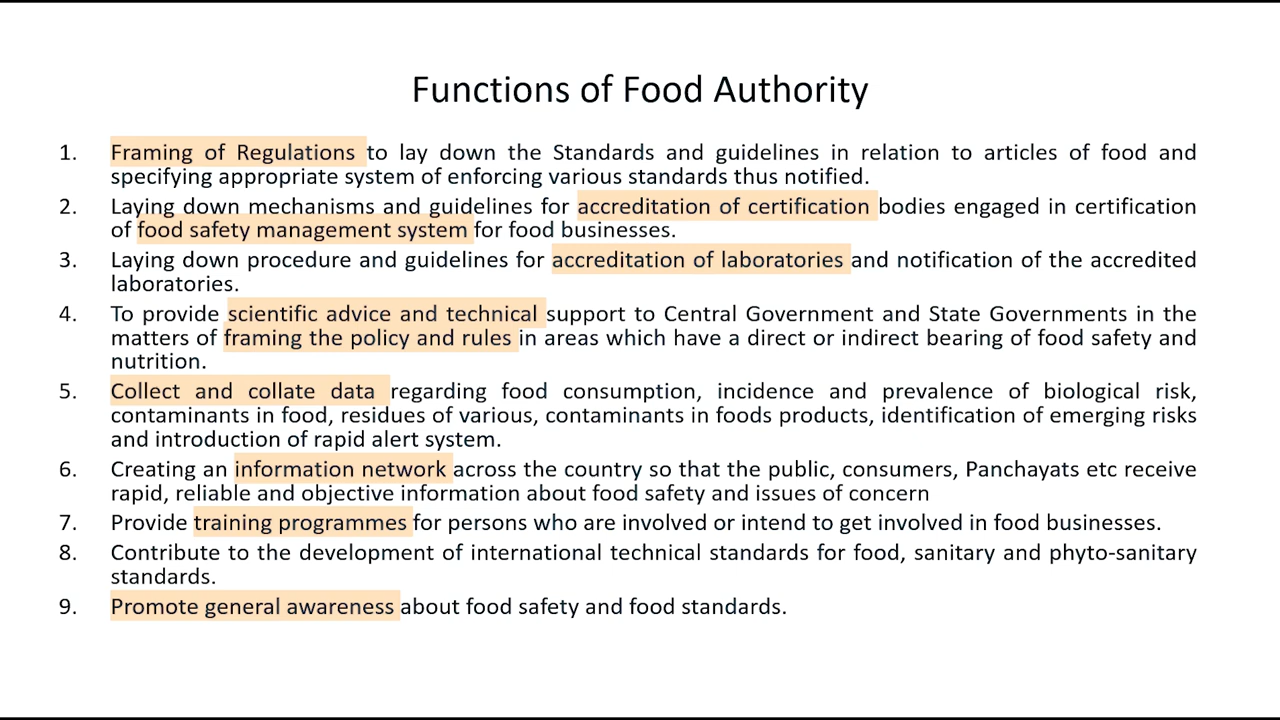 Functions of Food Authority
1. Framing of Regulations to lay down the Standards and guidelines in relation to articles of food and
specifying appropriate system of enforcing various standards thus notified.
2. Laying down mechanisms and guidelines for accreditation of certification bodies engaged in certification
of food safety management system for food businesses.
3. Laying down procedure and guidelines for accreditation of laboratories and notification of the accredited
laboratories.
4. To provide scientific advice and technical support to Central Government and State Governments in the
matters of framing the policy and rules in areas which have a direct or indirect bearing of food safety and
nutrition.
5. Collect and collate data regarding food consumption, incidence and prevalence of biological risk,
contaminants in food, residues of various, contaminants in foods products, identification of emerging risks
and introduction of rapid alert system.
6. Creating an information network across the country so that the public, consumers, Panchayats etc receive
rapid, reliable and objective information about food safety and issues of concern
7. Provide training programmes for persons who are involved or intend to get involved in food businesses.
8. Contribute to the development of international technical standards for food, sanitary and phyto-sanitary
standards.
9. Promote general awareness about food safety and food standards.